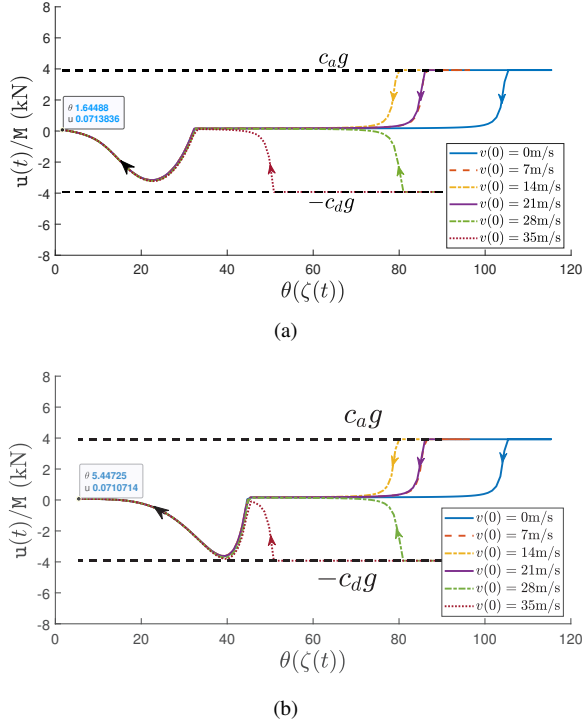 8
6
4
2
0
-2
-4
-6
-8
u(t)/M (kN)
c_a g
θ 1.64488
u 0.0713836
−c_d g
v(0) = 0m/s
v(0) = 7m/s
v(0) = 14m/s
v(0) = 21m/s
v(0) = 28m/s
v(0) = 35m/s
0 20 40 60 80 100 120
θ(ζ(t))
(a)
8
6
4
2
0
-2
-4
-6
-8
u(t)/M (kN)
c_a g
θ 5.44725
u 0.0710714
−c_d g
v(0) = 0m/s
v(0) = 7m/s
v(0) = 14m/s
v(0) = 21m/s
v(0) = 28m/s
v(0) = 35m/s
0 20 40 60 80 100 120
θ(ζ(t))
(b)